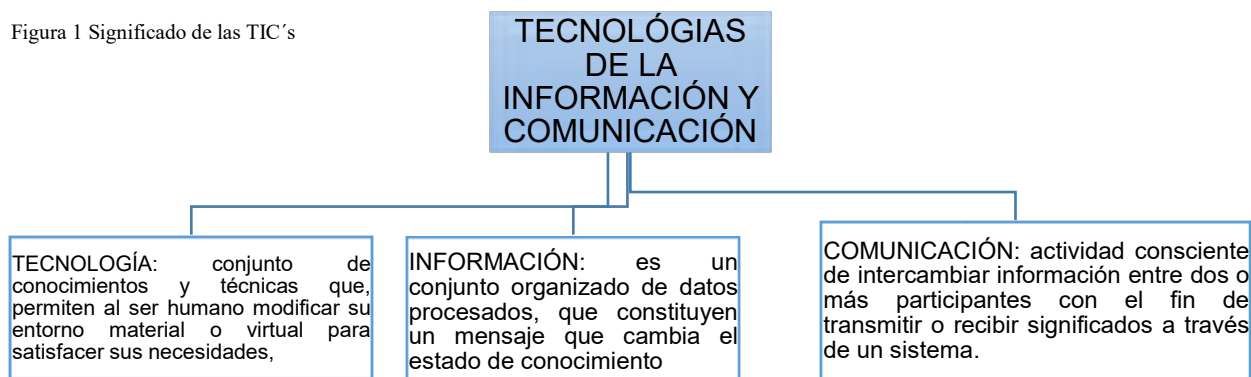 Figura 1 Significado de las TIC´s
TECNOLÓGIAS
DE LA
INFORMACIÓN Y
COMUNICACIÓN
TECNOLOGÍA: conjunto de
conocimientos y técnicas que,
permiten al ser humano modificar su
entorno material o virtual para
satisfacer sus necesidades,
INFORMACIÓN: es un
conjunto organizado de datos
procesados, que constituyen
un mensaje que cambia el
estado de conocimiento
COMUNICACIÓN: actividad consciente
de intercambiar información entre dos o
más participantes con el fin de
transmitir o recibir significados a través
de un sistema.